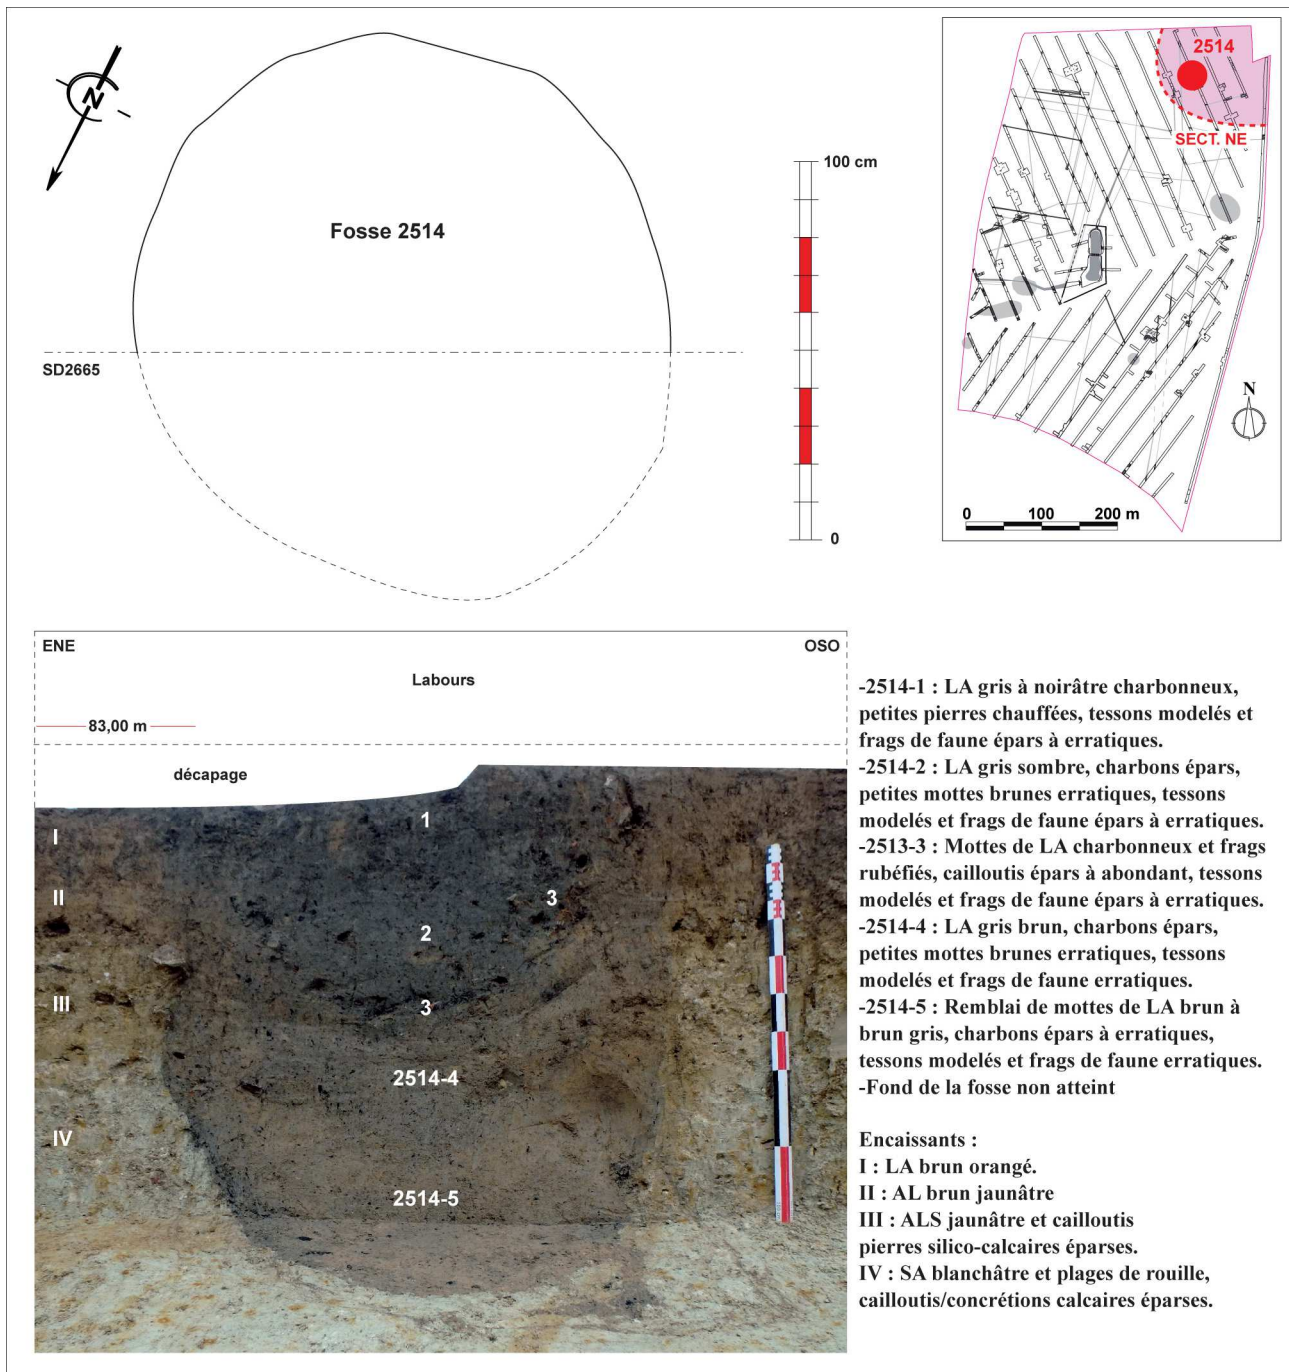 N
Fosse 2514
SD2665
100 cm
0
2514
SECT. NE
N
0 100 200 m
ENE
OSO
Labours
83,00 m
décapage
I
II
III
IV
1
3
2
3
2514-4
2514-5
-2514-1 : LA gris à noirâtre charbonneux,
petites pierres chauffées, tessons modelés et
frags de faune épars à erratiques.
-2514-2 : LA gris sombre, charbons épars,
petites mottes brunes erratiques, tessons
modelés et frags de faune épars à erratiques.
-2513-3 : Mottes de LA charbonneux et frags
rubéfiés, cailloutis épars à abondant, tessons
modelés et frags de faune épars à erratiques.
-2514-4 : LA gris brun, charbons épars,
petites mottes brunes erratiques, tessons
modelés et frags de faune erratiques.
-2514-5 : Remblai de mottes de LA brun à
brun gris, charbons épars à erratiques,
tessons modelés et frags de faune erratiques.
-Fond de la fosse non atteint
Encaissants :
I : LA brun orangé.
II : AL brun jaunâtre
III : ALS jaunâtre et cailloutis
pierres silico-calcaires éparses.
IV : SA blanchâtre et plages de rouille,
cailloutis/concrétions calcaires éparses.